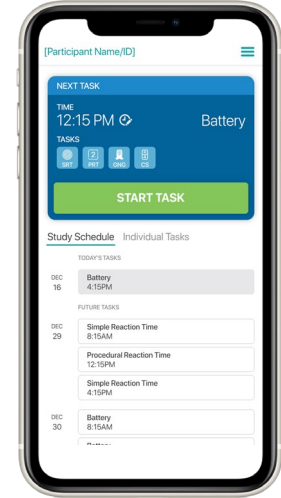 [Participant Name/ID]
NEXT TASK
TIME
12:15 PM
Battery
TASKS
SRT PRT GNG CS
START TASK
Study Schedule Individual Tasks
TODAY'S TASKS
DEC
16
Battery
4:15PM
FUTURE TASKS
DEC
29
Simple Reaction Time
8:15AM
Procedural Reaction Time
12:15PM
Simple Reaction Time
4:15PM
DEC
30
Battery
8:15AM